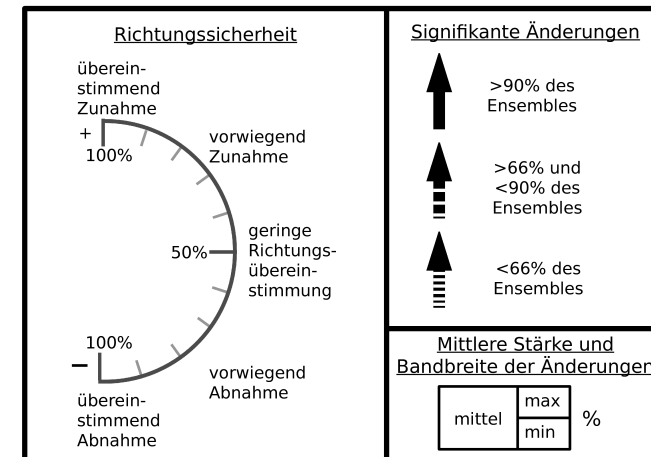 Richtungssicherheit
überein-
stimmend
Zunahme
+
100%
vorwiegend
Zunahme
50%
geringe
Richtungs-
überein-
stimmung
100%
−
vorwiegend
Abnahme
überein-
stimmend
Abnahme
Signifikante Änderungen
>90% des
Ensembles
>66% und
<90% des
Ensembles
<66% des
Ensembles
Mittlere Stärke und
Bandbreite der Änderungen
mittel
max
min
%